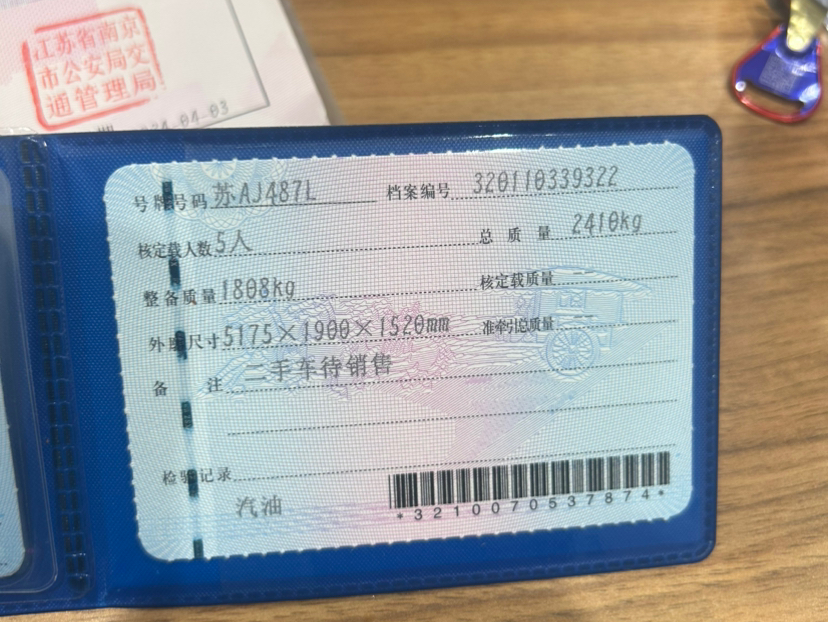 江苏省南京
市公安局交
通管理局
04-03
号牌号码 苏AJ487L 档案编号 320110339322
核定载人数 5人 总质量 2410kg
整备质量 1808kg 核定载质量
外廓尺寸 5175×1900×1520mm 准牵引总质量
备注 二手车待销售
检验记录
汽油
*3210070537874*